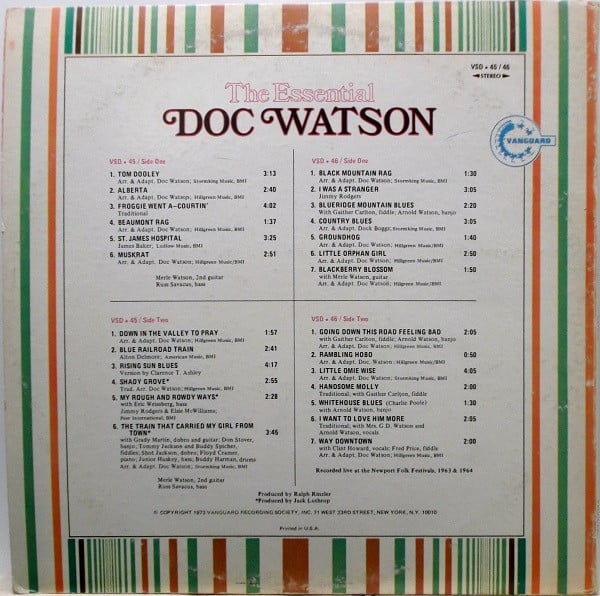 VSD • 45 / 46
◄STEREO►
The Essential
DOC WATSON
VANGUARD
VSD • 45 / Side One
1. TOM DOOLEY 3:13
Arr. & Adapt. Doc Watson; Stormking Music, BMI
2. ALBERTA 2:40
Arr. & Adapt. Doc Watson; Hillgreen Music, BMI
3. FROGGIE WENT A-COURTIN' 4:02
Traditional
4. BEAUMONT RAG 1:37
Arr. & Adapt. Doc Watson; Hillgreen Music/BMI
5. ST. JAMES HOSPITAL 3:25
James Baker; Ludlow Music, BMI
6. MUSKRAT 2:51
Arr. & Adapt. Doc Watson; Hillgreen Music/BMI
Merle Watson, 2nd guitar
Russ Savacus, bass
VSD • 46 / Side One
1. BLACK MOUNTAIN RAG 1:30
Arr. & Adapt. Doc Watson; Hillgreen Music/BMI
2. I WAS A STRANGER 3:05
Jimmy Rodgers
3. BLUERIDGE MOUNTAIN BLUES 2:20
With Gaither Carlton, fiddle; Arnold Watson, banjo
4. COUNTRY BLUES 3:05
Arr. & Adapt. Dock Boggs; Stormking Music, BMI
5. GROUNDHOG 1:40
Arr. & Adapt. Doc Watson; Hillgreen Music/BMI
6. LITTLE ORPHAN GIRL 2:50
Arr. & Adapt. Doc Watson; Hillgreen Music/BMI
7. BLACKBERRY BLOSSOM 1:50
with Merle Watson, guitar
Arr. & Adapt. Doc Watson; Hillgreen Music/BMI
VSD • 45 / Side Two
1. DOWN IN THE VALLEY TO PRAY 1:57
Arr. & Adapt. Doc Watson; Hillgreen Music/BMI
2. BLUE RAILROAD TRAIN 2:41
Alton Delmore; American Music, BMI
3. RISING SUN BLUES 4:17
Version by Clarence T. Ashley
4. SHADY GROVE* 2:55
Trad. Arr. Doc Watson; Hillgreen Music, BMI
5. MY ROUGH AND ROWDY WAYS* 2:28
with Eric Weissberg, bass
Jimmy Rodgers & Elsie McWilliams;
Peer International, BMI
6. THE TRAIN THAT CARRIED MY GIRL FROM
TOWN* 3:45
with Grady Martin, dobro and guitar; Don Stover,
banjo; Tommy Jackson and Buddy Spicher,
fiddles; Shot Jackson, dobro; Floyd Cramer,
piano; Junior Huskey, bass; Buddy Harman, drums
Arr. & Adapt. Doc Watson; Stormking Music, BMI
Merle Watson, 2nd guitar
Russ Savacus, bass
VSD • 46 / Side Two
1. GOING DOWN THIS ROAD FEELING BAD 2:05
with Gaither Carlton, fiddle; Arnold Watson, banjo
Arr. & Adapt. Doc Watson; Hillgreen Music/BMI
2. RAMBLING HOBO 0:50
Arr. & Adapt. Doc Watson; Hillgreen Music/BMI
3. LITTLE OMIE WISE 4:05
Arr. & Adapt. Doc Watson; Stormking Music, BMI
4. HANDSOME MOLLY 2:00
Traditional; with Gaither Carlton, fiddle
5. WHITEHOUSE BLUES (Charlie Poole) 1:30
with Arnold Watson, banjo
6. I WANT TO LOVE HIM MORE 2:05
Traditional; with Mrs. G.D. Watson and
Arnold Watson, vocals
7. WAY DOWNTOWN 2:00
with Clint Howard, vocals; Fred Price, fiddle
Arr. & Adapt. Doc Watson; Hillgreen Music/BMI
Recorded live at the Newport Folk Festivals, 1963 & 1964
Produced by Ralph Rinzler
*Produced by Jack Lothrop
© COPYRIGHT 1973 VANGUARD RECORDING SOCIETY, INC. 71 WEST 23RD STREET, NEW YORK, N.Y. 10010
Printed in U.S.A.